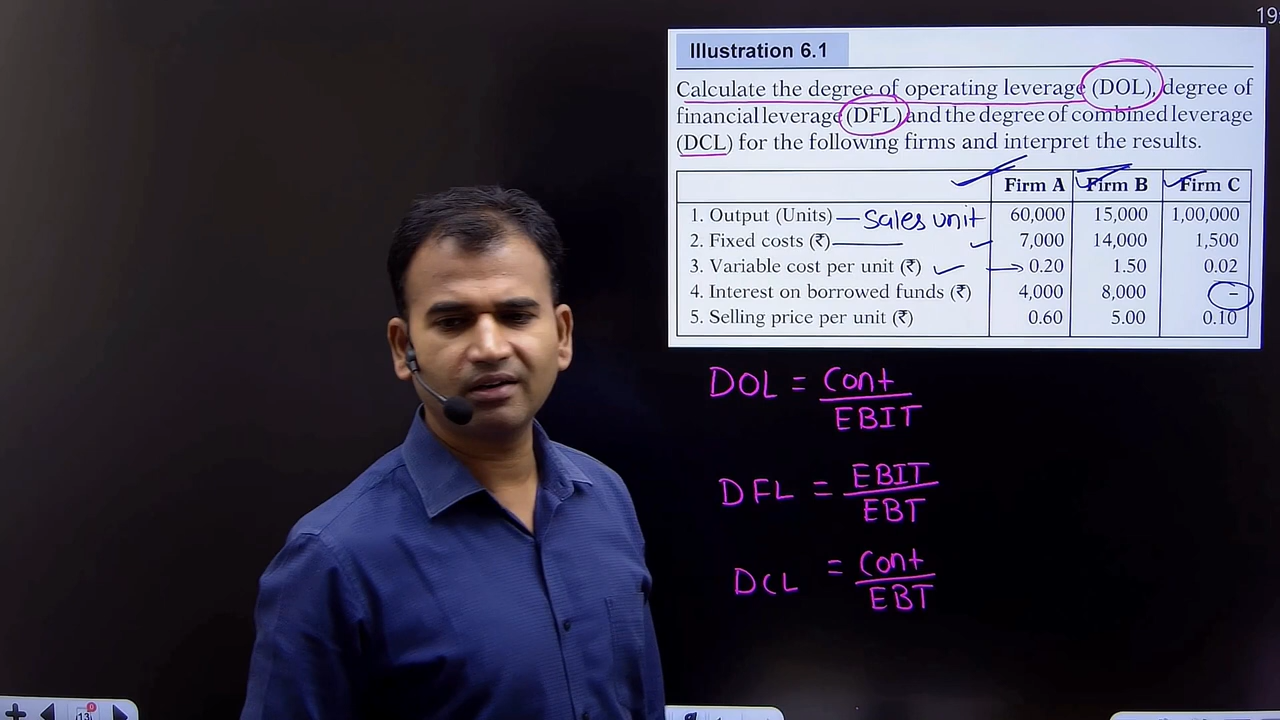 19:
Illustration 6.1
Calculate the degree of operating leverage (DOL), degree of
financial leverage (DFL) and the degree of combined leverage
(DCL) for the following firms and interpret the results.
Firm A Firm B Firm C
1. Output (Units) — Sales unit 60,000 15,000 1,00,000
2. Fixed costs (₹) 7,000 14,000 1,500
3. Variable cost per unit (₹) 0.20 1.50 0.02
4. Interest on borrowed funds (₹) 4,000 8,000 –
5. Selling price per unit (₹) 0.60 5.00 0.10
DOL = Cont
EBIT
DFL = EBIT
EBT
DCL = Cont
EBT
13
0